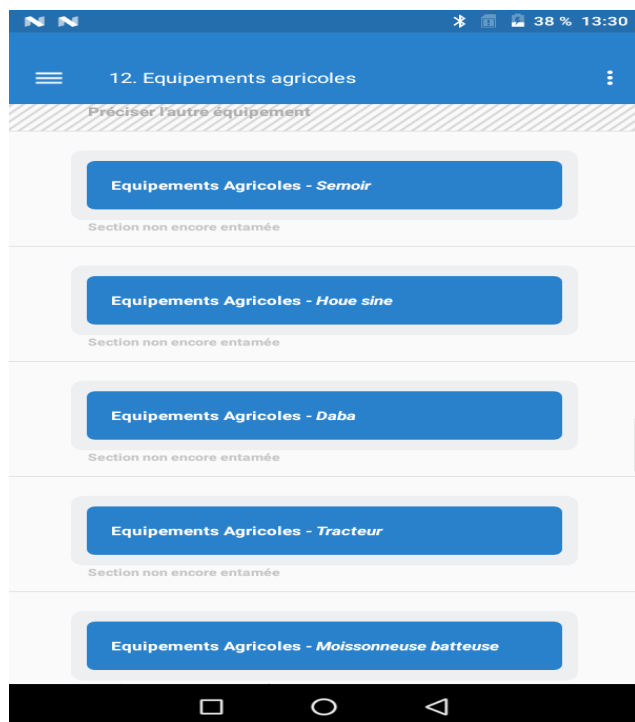 38 % 13:30
12. Equipements agricoles
Préciser l'autre équipement
Equipements Agricoles - Semoir
Section non encore entamée
Equipements Agricoles - Houe sine
Section non encore entamée
Equipements Agricoles - Daba
Section non encore entamée
Equipements Agricoles - Tracteur
Section non encore entamée
Equipements Agricoles - Moissonneuse batteuse